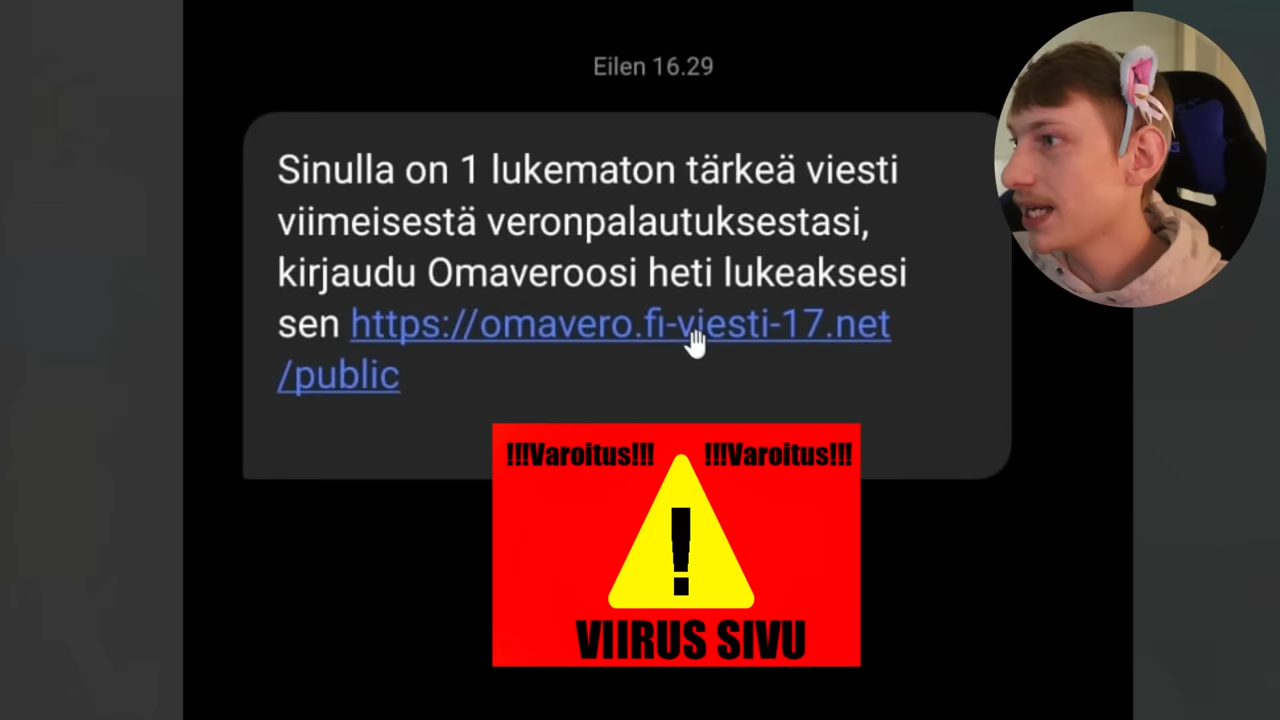 Eilen 16.29
Sinulla on 1 lukematon tärkeä viesti
viimeisestä veronpalautuksestasi,
kirjaudu Omaveroosi heti lukeaksesi
sen https://omavero.fi-viesti-17.net
/public
!!!Varoitus!!! !!!Varoitus!!!
!
VIIRUS SIVU